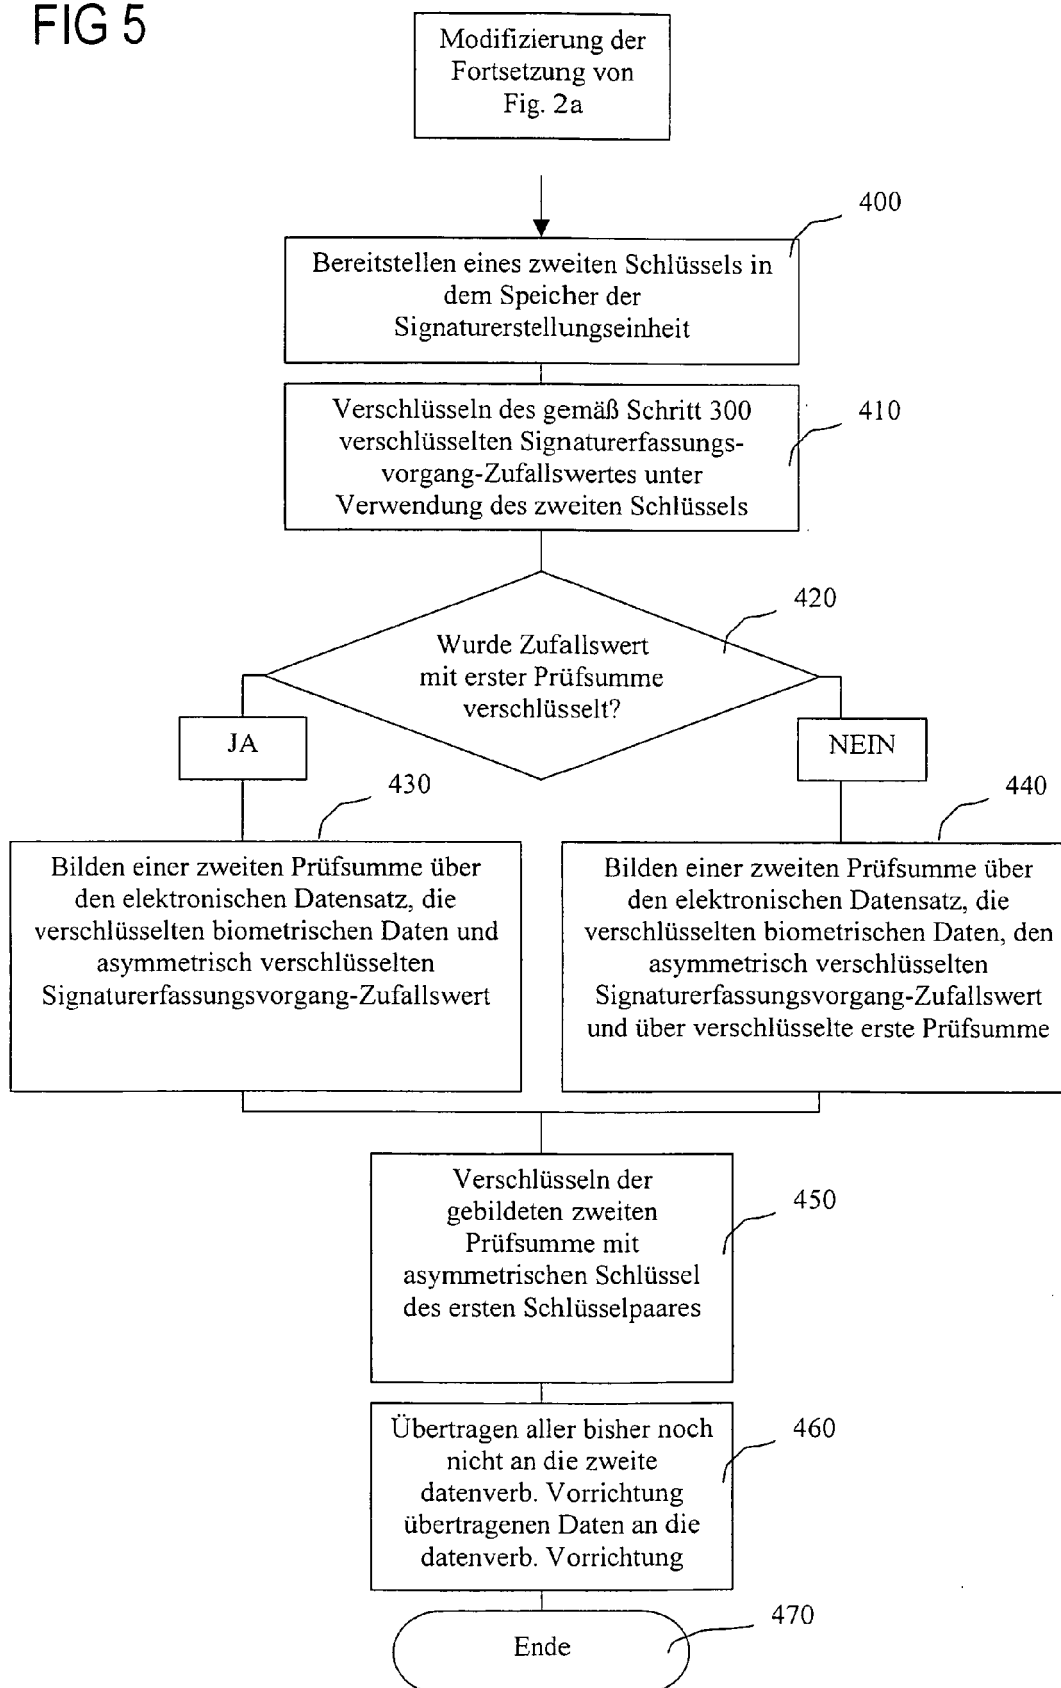 FIG 5
Modifizierung der
Fortsetzung von
Fig. 2a
400
Bereitstellen eines zweiten Schlüssels in
dem Speicher der
Signaturerstellungseinheit
410
Verschlüsseln des gemäß Schritt 300
verschlüsselten Signaturerfassungs-
vorgang-Zufallswertes unter
Verwendung des zweiten Schlüssels
420
Wurde Zufallswert
mit erster Prüfsumme
verschlüsselt?
JA
NEIN
430
440
Bilden einer zweiten Prüfsumme über
den elektronischen Datensatz, die
verschlüsselten biometrischen Daten und
asymmetrisch verschlüsselten
Signaturerfassungsvorgang-Zufallswert
Bilden einer zweiten Prüfsumme über
den elektronischen Datensatz, die
verschlüsselten biometrischen Daten, den
asymmetrisch verschlüsselten
Signaturerfassungsvorgang-Zufallswert
und über verschlüsselte erste Prüfsumme
450
Verschlüsseln der
gebildeten zweiten
Prüfsumme mit
asymmetrischen Schlüssel
des ersten Schlüsselpaares
460
Übertragen aller bisher noch
nicht an die zweite
datenverb. Vorrichtung
übertragenen Daten an die
datenverb. Vorrichtung
470
Ende